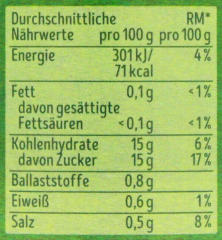 Durchschnittliche RM*
Nährwerte pro 100 g pro 100 g
Energie 301 kJ/ 4%
71 kcal
Fett 0,1 g <1%
davon gesättigte
Fettsäuren <0,1 g <1%
Kohlenhydrate 15 g 6%
davon Zucker 15 g 17%
Ballaststoffe 0,8 g
Eiweiß 0,6 g 1%
Salz 0,5 g 8%